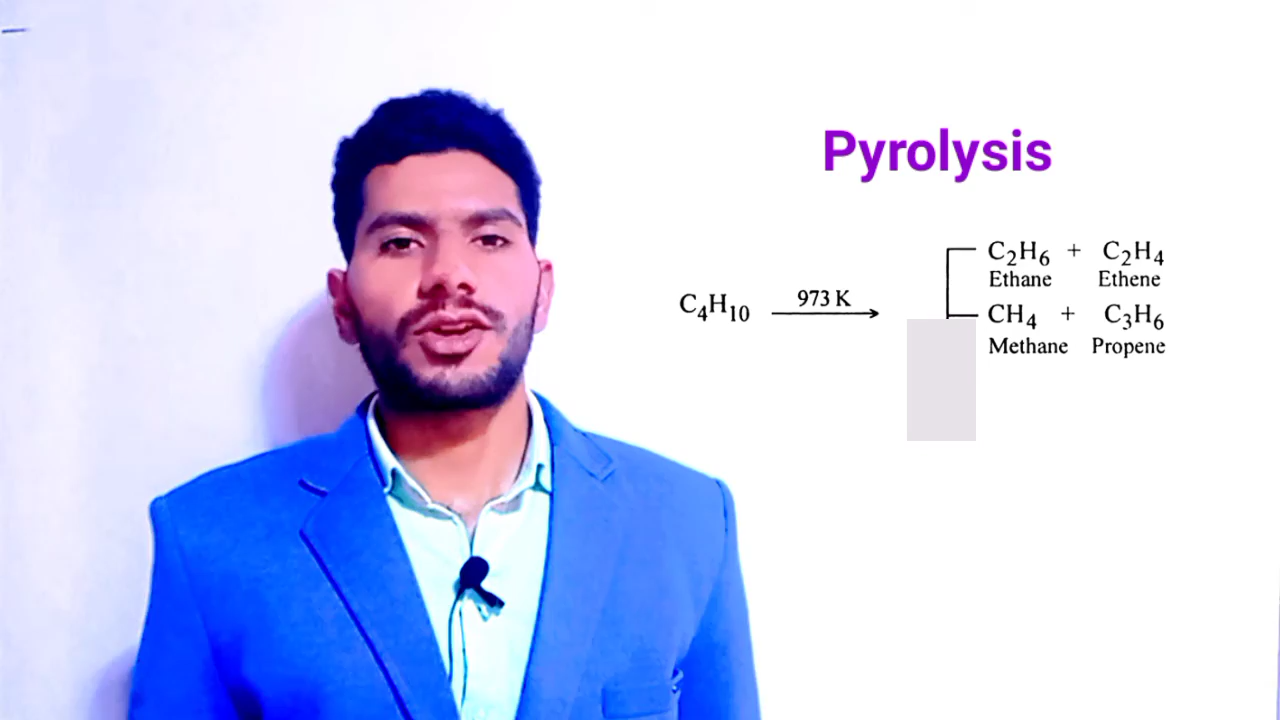 Pyrolysis
C₄H₁₀ 973 K →
C₂H₆ + C₂H₄
Ethane Ethene
CH₄ + C₃H₆
Methane Propene